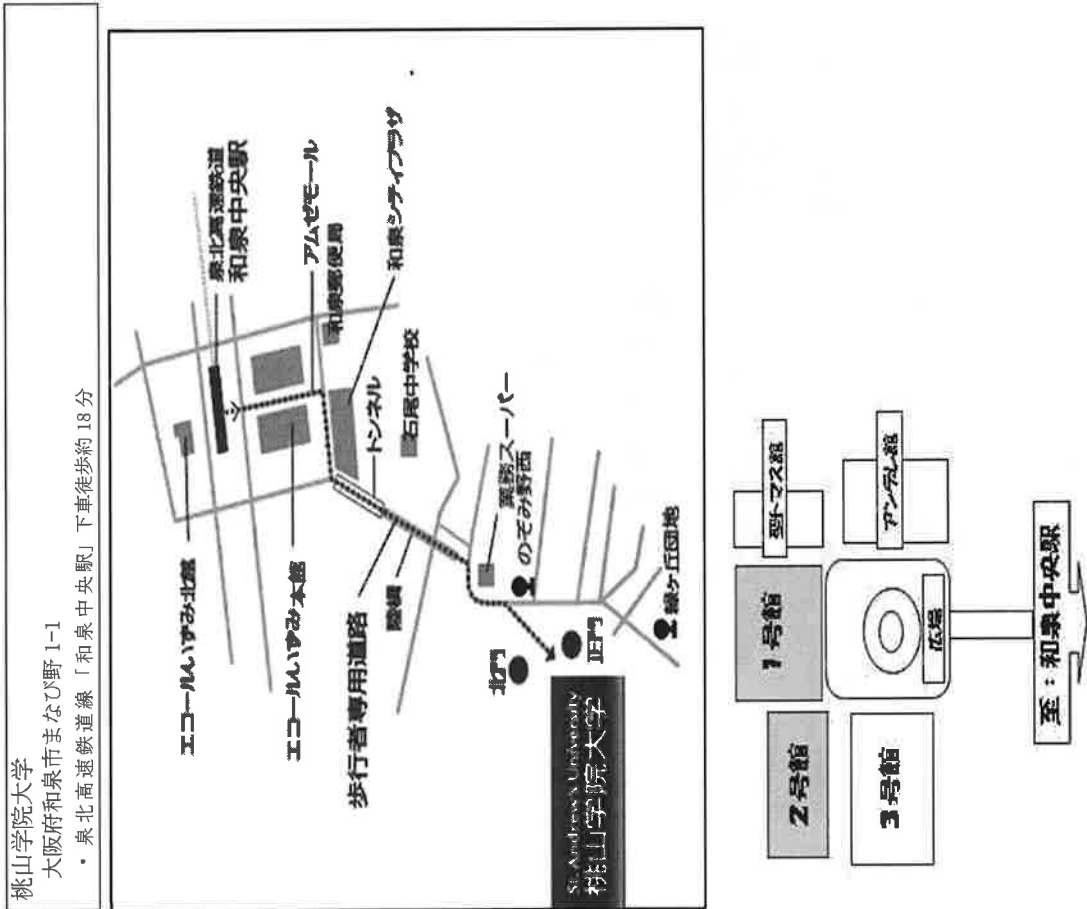 桃山学院大学
大阪府和泉市まなび野 1-1
・泉北高速鉄道線「和泉中央駅」下車徒歩約18分
泉北高速鉄道
和泉中央駅
エコールいずみ北館
アムゼモール
和泉郵便局
エコールいずみ本館
和泉シティプラザ
トンネル
石尾中学校
歩行者専用道路
陸橋
業務スーパー
のぞみ野西
北門
正門
緑ヶ丘団地
St. Andrew's University
桃山学院大学
2号館
1号館
聖トマス館
3号館
広場
アンデレ館
至：和泉中央駅